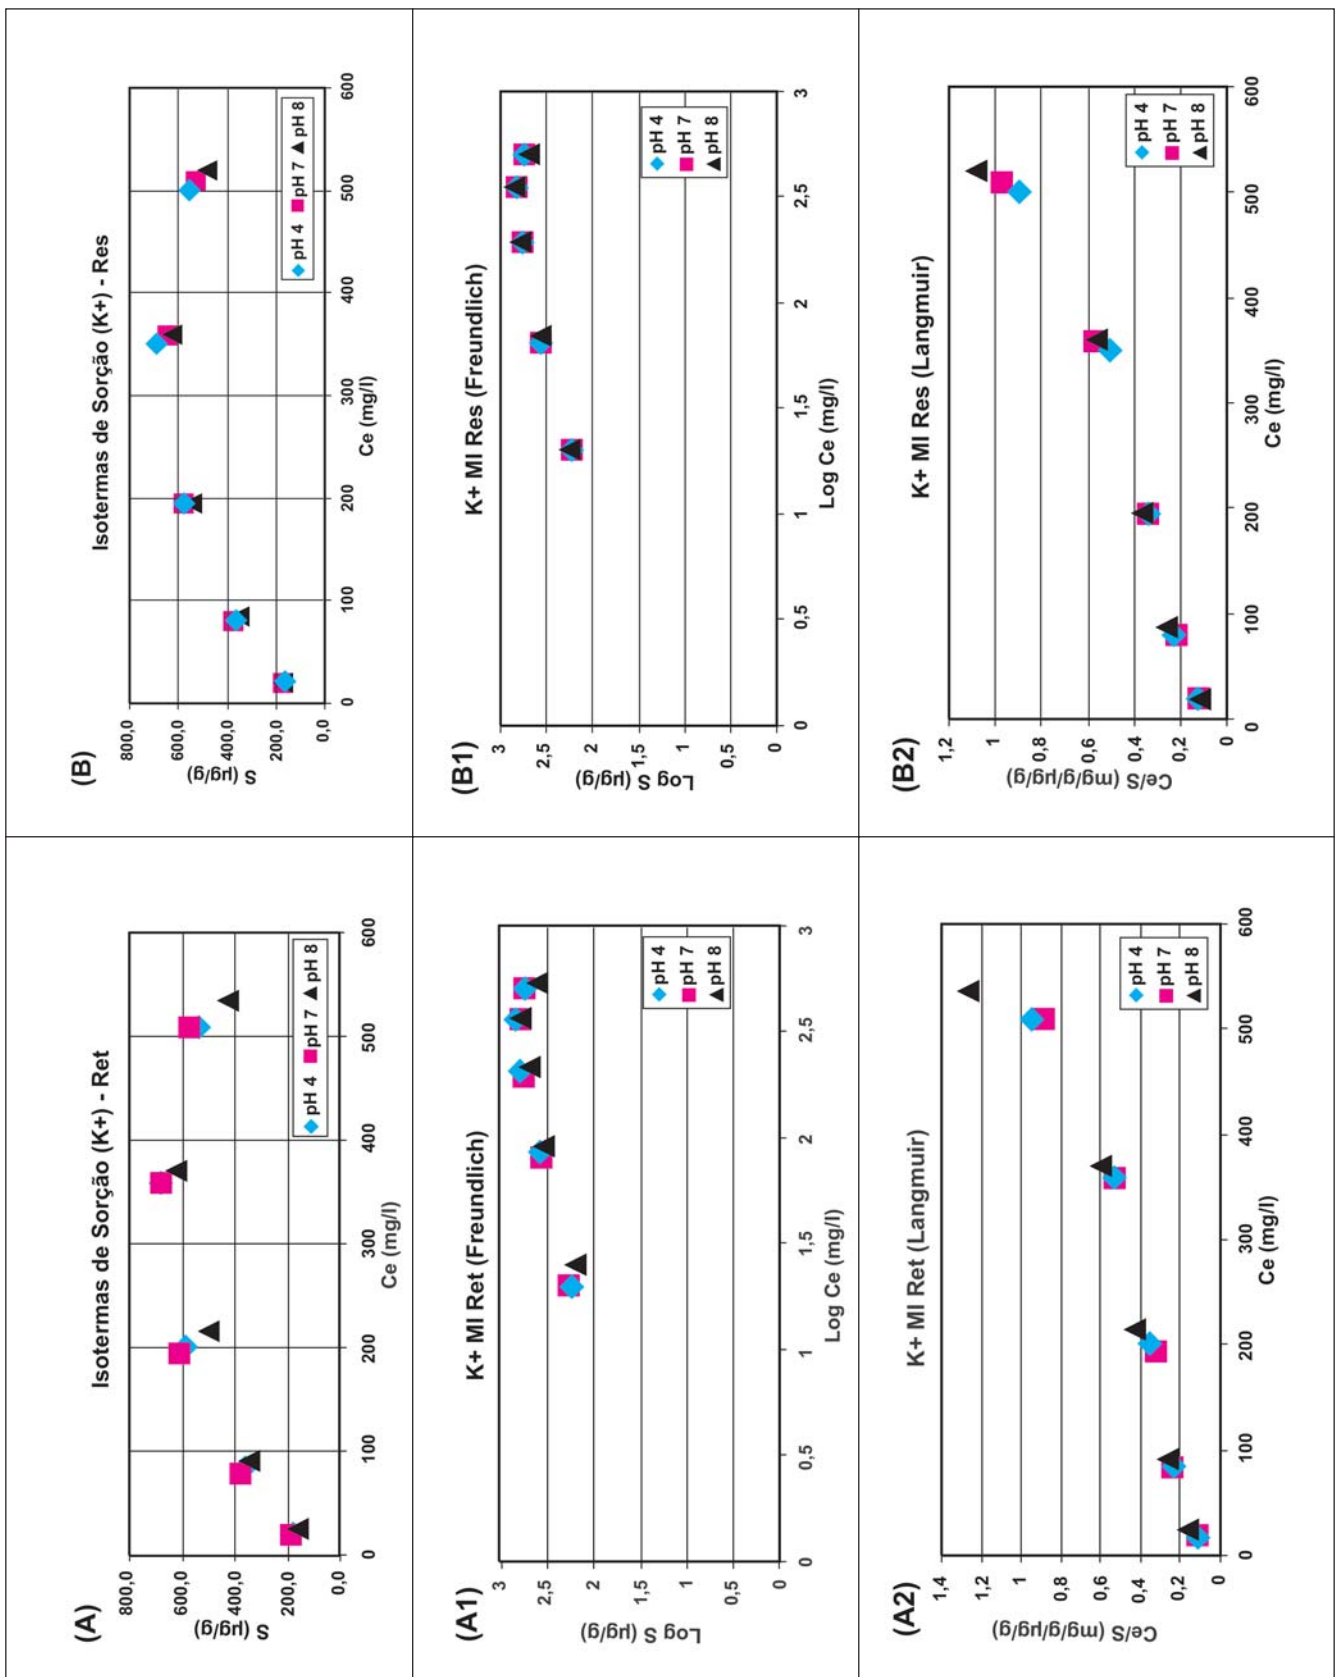 (A)
Isotermas de Sorção (K+) - Ret
S (µg/g)
800,0
600,0
400,0
200,0
0,0
0 100 200 300 400 500 600
Ce (mg/l)
pH 4 pH 7 pH 8
(B)
Isotermas de Sorção (K+) - Res
S (µg/g)
800,0
600,0
400,0
200,0
0,0
0 100 200 300 400 500 600
Ce (mg/l)
pH 4 pH 7 pH 8
(A1)
K+ MI Ret (Freundlich)
Log S (µg/g)
3
2,5
2
1,5
1
0,5
0
0 0,5 1 1,5 2 2,5 3
Log Ce (mg/l)
pH 4
pH 7
pH 8
(B1)
K+ MI Res (Freundlich)
Log S (µg/g)
3
2,5
2
1,5
1
0,5
0
0 0,5 1 1,5 2 2,5 3
Log Ce (mg/l)
pH 4
pH 7
pH 8
(A2)
K+ MI Ret (Langmuir)
Ce/S (mg/g/µg/g)
1,4
1,2
1
0,8
0,6
0,4
0,2
0
0 100 200 300 400 500 600
Ce (mg/l)
pH 4
pH 7
pH 8
(B2)
K+ MI Res (Langmuir)
Ce/S (mg/g/µg/g)
1,2
1
0,8
0,6
0,4
0,2
0
0 100 200 300 400 500 600
Ce (mg/l)
pH 4
pH 7
pH 8